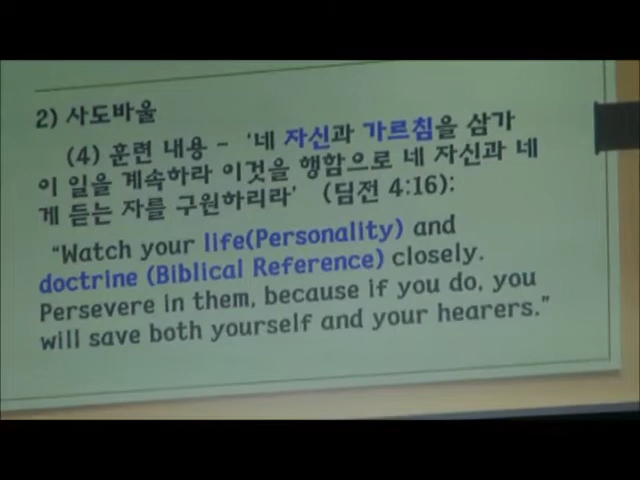 2) 사도바울
(4) 훈련 내용 - ‘네 자신과 가르침을 삼가
이 일을 계속하라 이것을 행함으로 네 자신과 네
게 듣는 자를 구원하리라’ (딤전 4:16):
“Watch your life(Personality) and
doctrine (Biblical Reference) closely.
Persevere in them, because if you do, you
will save both yourself and your hearers.”